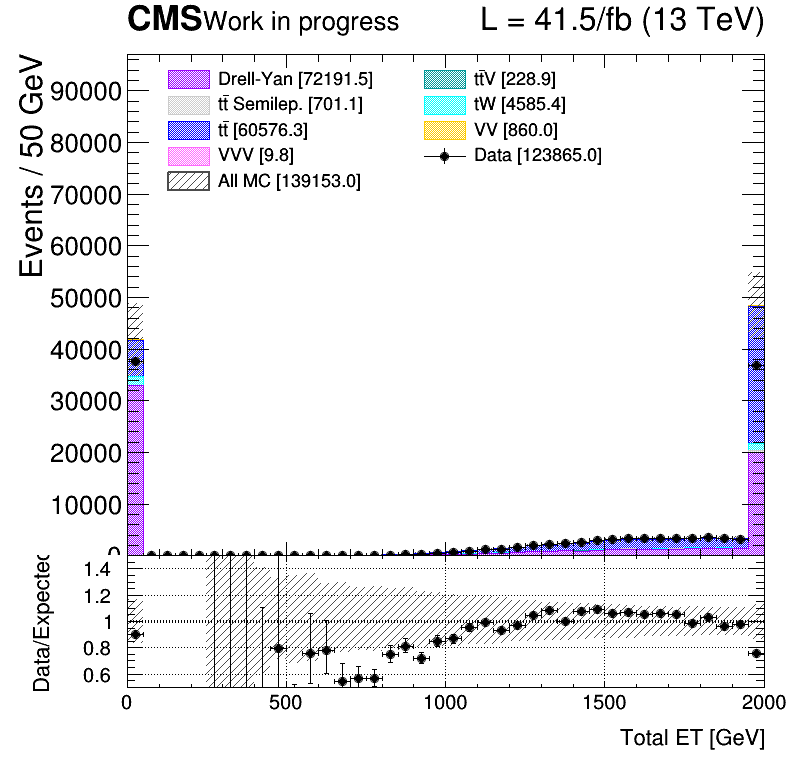 CMS Work in progress L = 41.5/fb (13 TeV)
Events / 50 GeV
90000
80000
70000
60000
50000
40000
30000
20000
10000
0
Drell-Yan [72191.5]
tt̄ Semilep. [701.1]
tt̄ [60576.3]
VVV [9.8]
All MC [139153.0]
tt̄V [228.9]
tW [4585.4]
VV [860.0]
Data [123865.0]
Data/Expected
1.4
1.2
1
0.8
0.6
0 500 1000 1500 2000
Total ET [GeV]